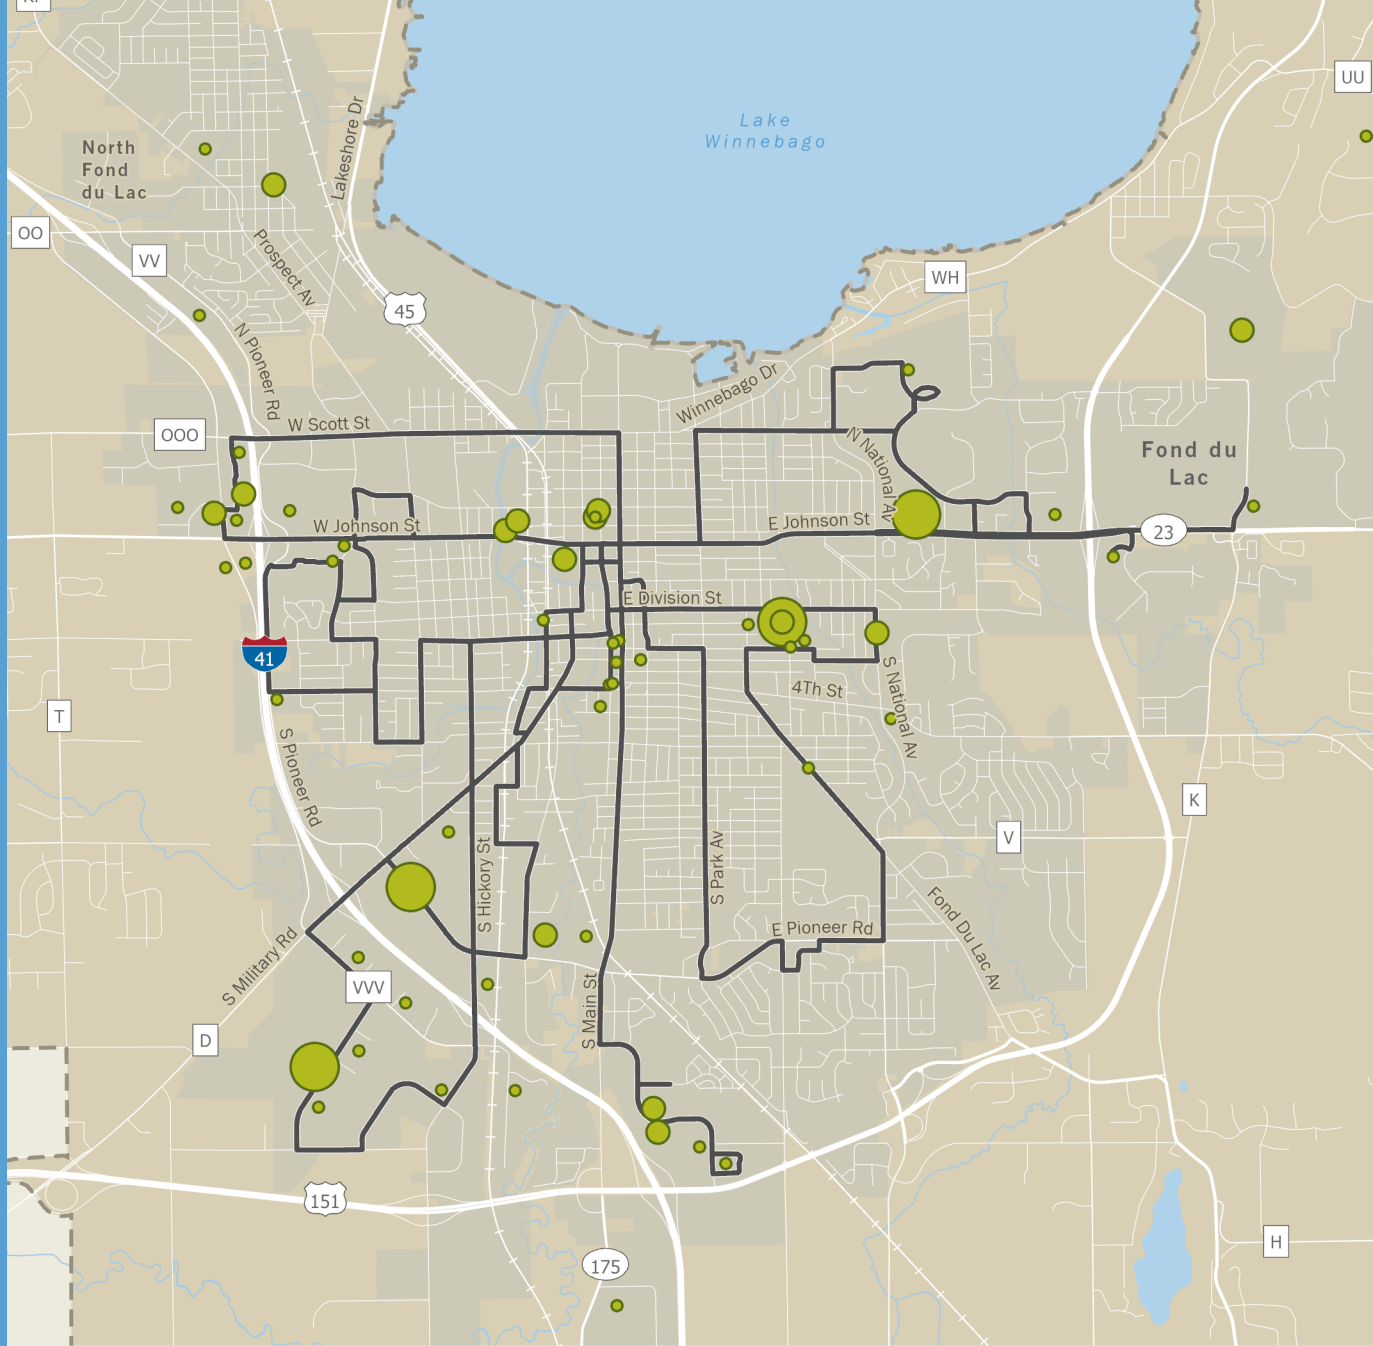 Lake
Winnebago
UU
Lakeshore Dr
North
Fond
du Lac
OO
VV
Prospect Av
WH
45
N Pioneer Rd
Winnebago Dr
W Scott St
OOO
N National Av
Fond du
Lac
W Johnson St
E Johnson St
23
E Division St
41
4Th St
S National Av
T
S Pioneer Rd
K
V
S Hickory St
S Park Av
E Pioneer Rd
Fond Du Lac Av
S Military Rd
VVV
S Main St
D
151
175
H